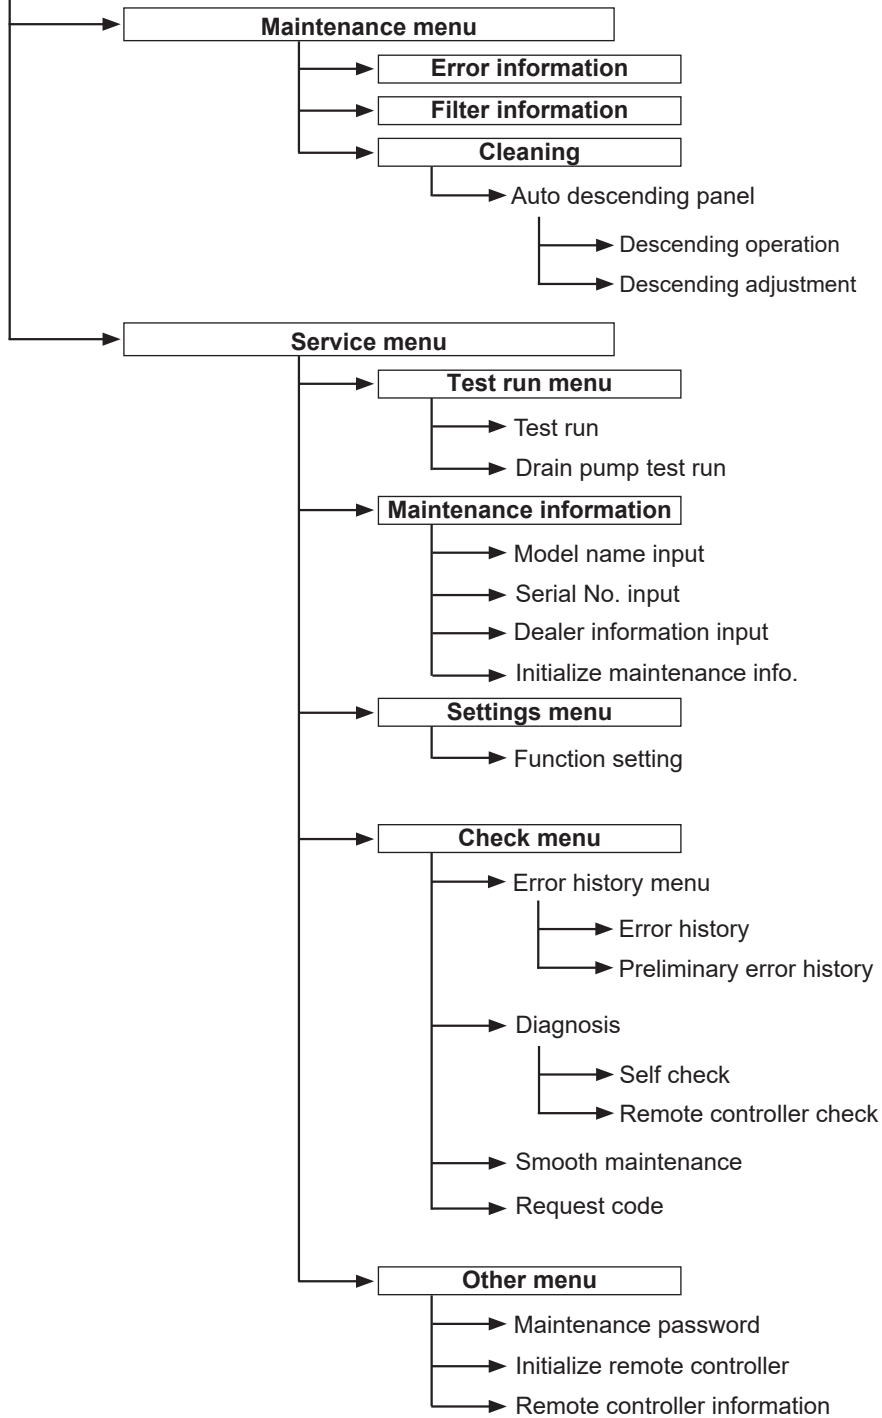 Maintenance menu
Error information
Filter information
Cleaning
Auto descending panel
Descending operation
Descending adjustment
Service menu
Test run menu
Test run
Drain pump test run
Maintenance information
Model name input
Serial No. input
Dealer information input
Initialize maintenance info.
Settings menu
Function setting
Check menu
Error history menu
Error history
Preliminary error history
Diagnosis
Self check
Remote controller check
Smooth maintenance
Request code
Other menu
Maintenance password
Initialize remote controller
Remote controller information